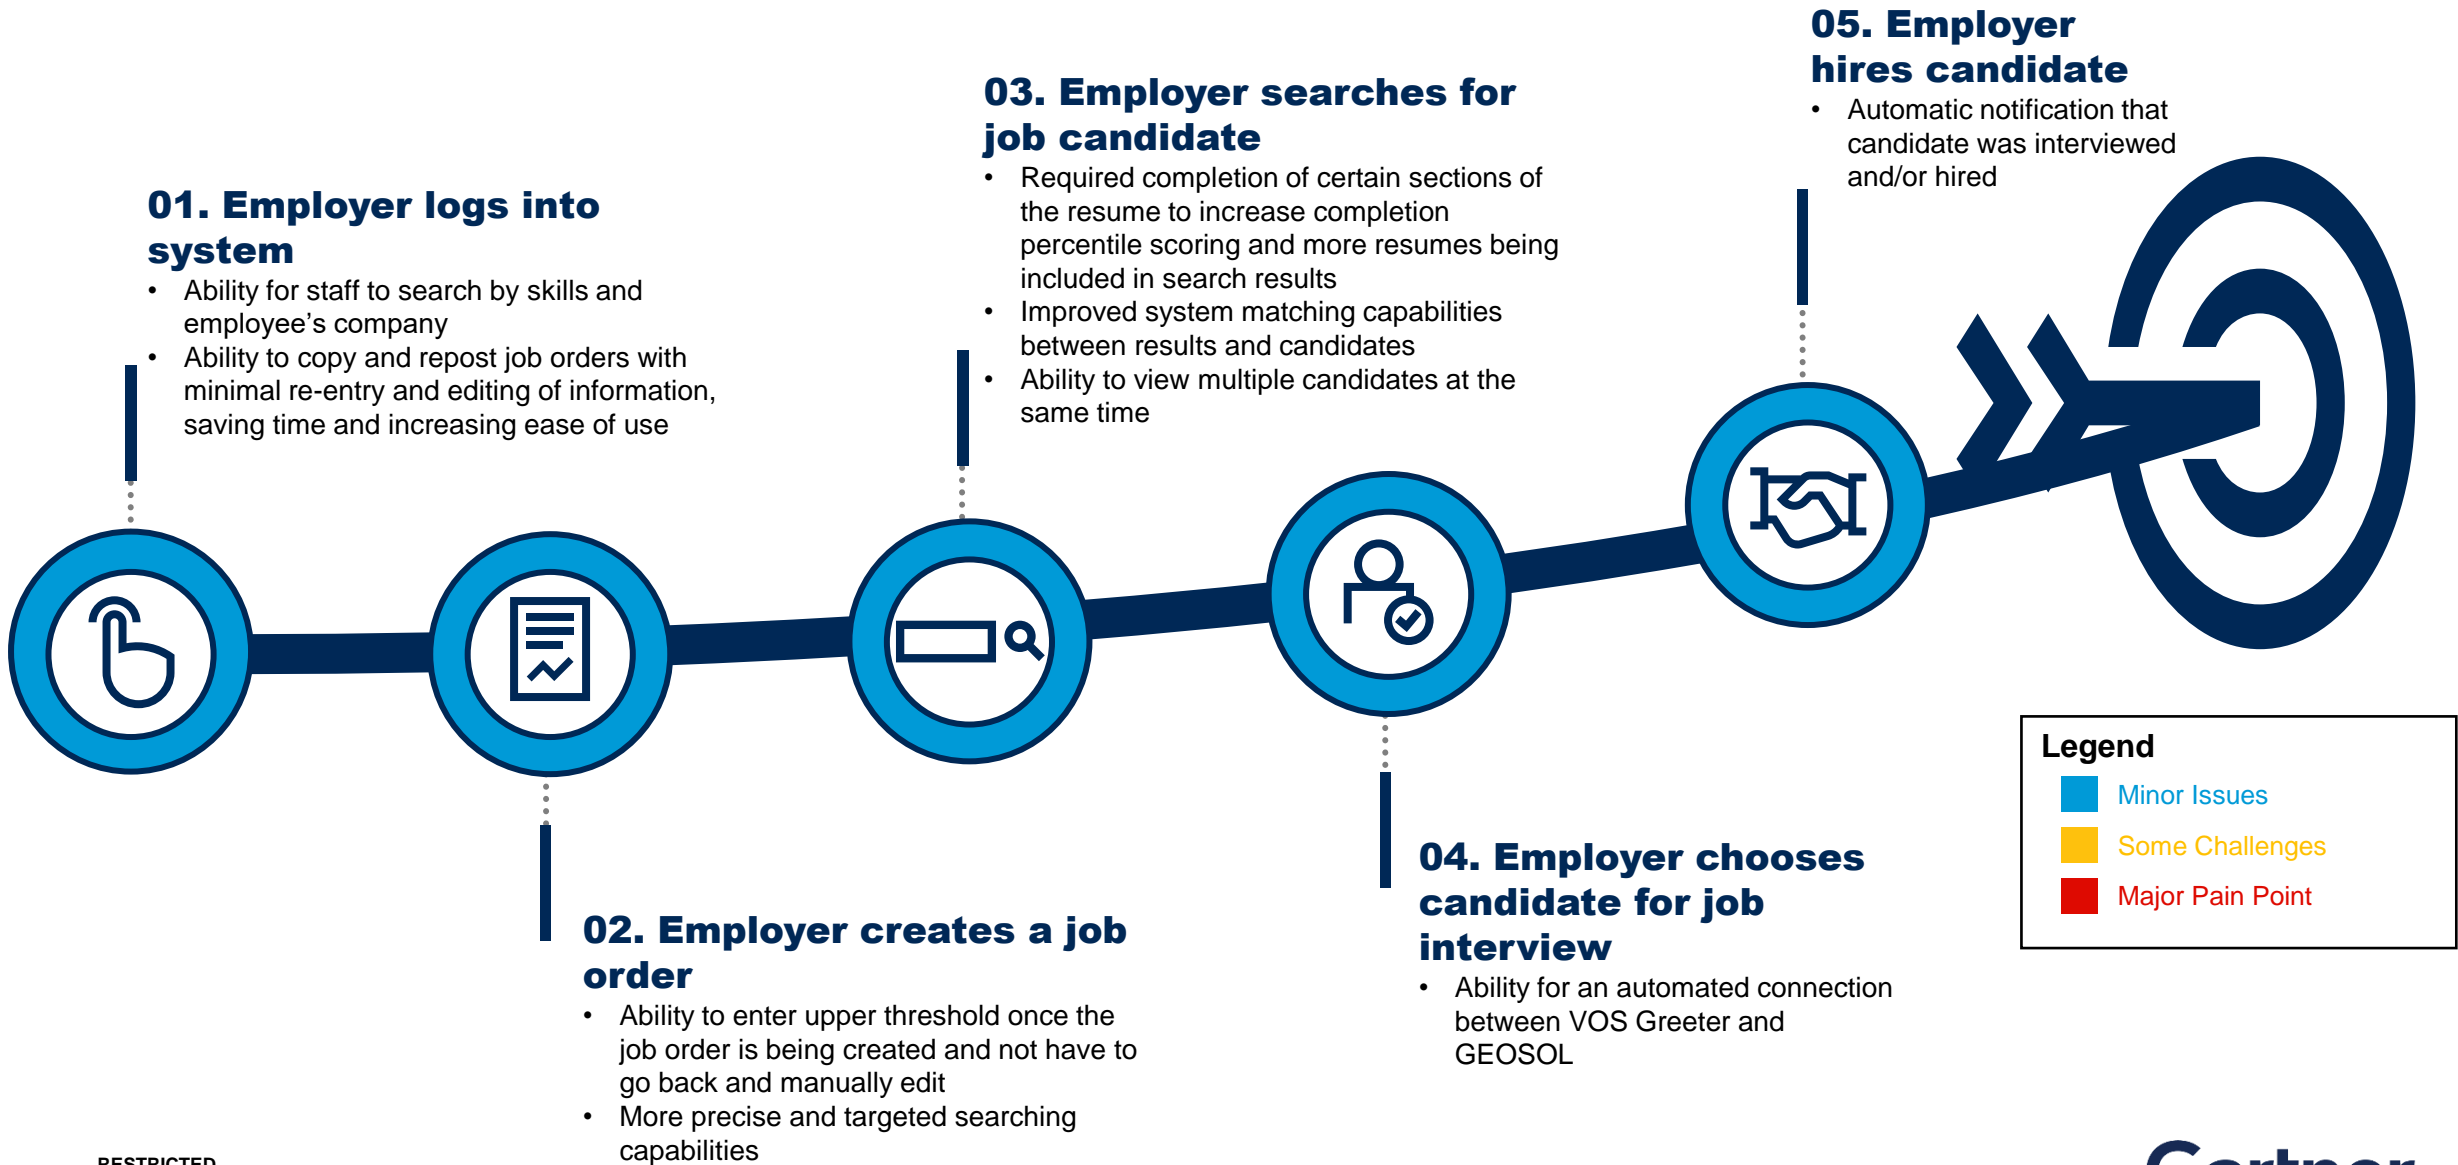 01. Employer logs into
system
• Ability for staff to search by skills and
employee’s company
• Ability to copy and repost job orders with
minimal re-entry and editing of information,
saving time and increasing ease of use
02. Employer creates a job
order
• Ability to enter upper threshold once the
job order is being created and not have to
go back and manually edit
• More precise and targeted searching
capabilities
03. Employer searches for
job candidate
• Required completion of certain sections of
the resume to increase completion
percentile scoring and more resumes being
included in search results
• Improved system matching capabilities
between results and candidates
• Ability to view multiple candidates at the
same time
04. Employer chooses
candidate for job
interview
• Ability for an automated connection
between VOS Greeter and
GEOSOL
05. Employer
hires candidate
• Automatic notification that
candidate was interviewed
and/or hired
Legend
Minor Issues
Some Challenges
Major Pain Point
RESTRICTED
Gartner